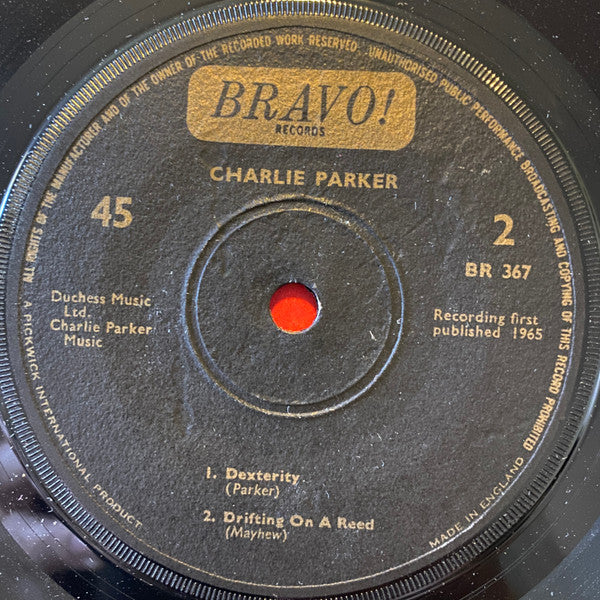 ALL RIGHTS OF THE MANUFACTURER AND OF THE OWNER OF THE RECORDED WORK RESERVED. UNAUTHORISED PUBLIC PERFORMANCE BROADCASTING AND COPYING OF THIS RECORD PROHIBITED
BRAVO!
RECORDS
CHARLIE PARKER
45
2
BR 367
Duchess Music
Ltd.
Charlie Parker
Music
Recording first
published 1965
1. Dexterity
(Parker)
2. Drifting On A Reed
(Mayhew)
A PICKWICK INTERNATIONAL PRODUCT
MADE IN ENGLAND